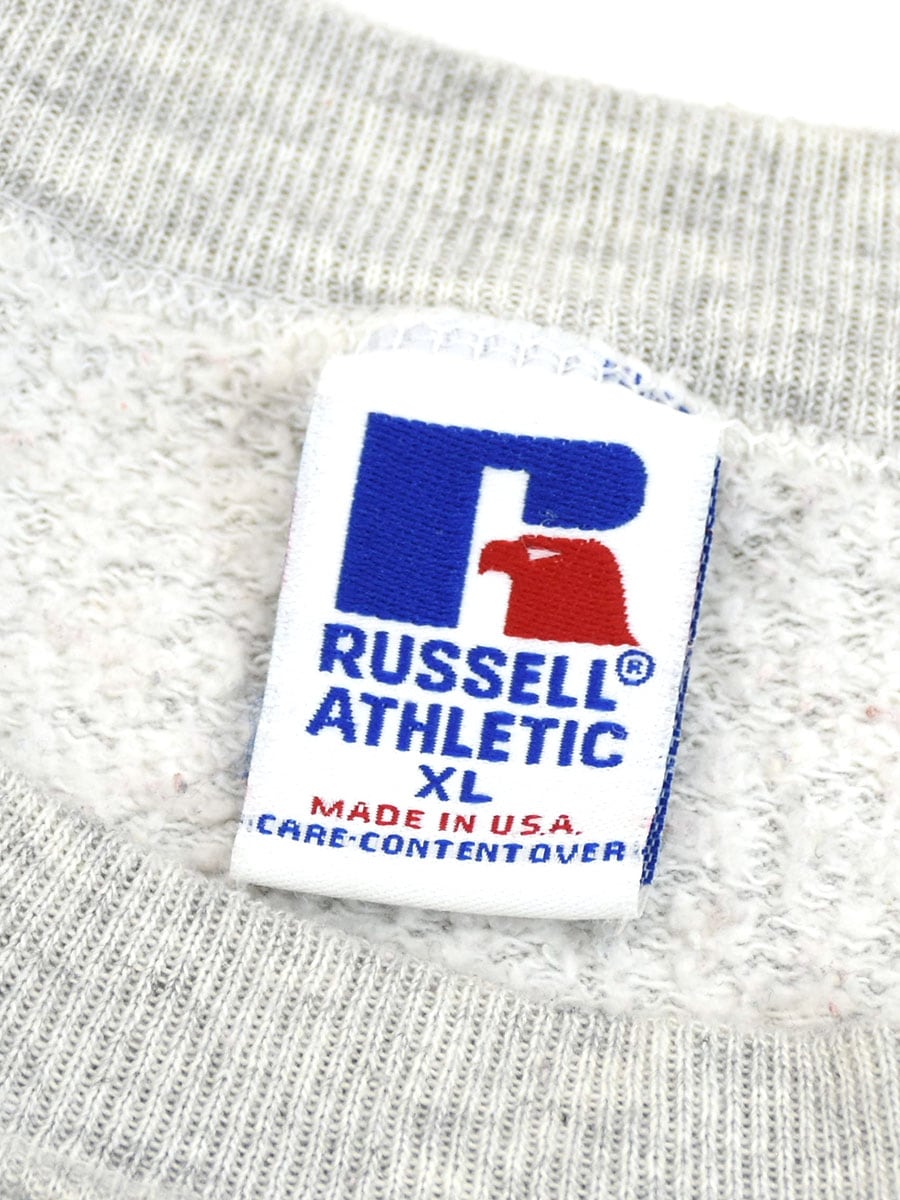 RUSSELL®
ATHLETIC
XL
MADE IN U.S.A.
CARE-CONTENT OVER